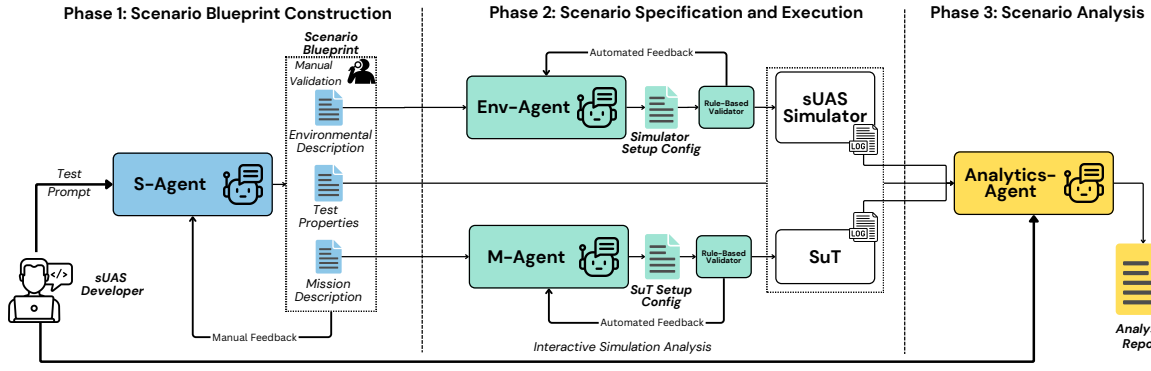 Phase 1: Scenario Blueprint Construction
Phase 2: Scenario Specification and Execution
Phase 3: Scenario Analysis
Scenario
Blueprint
Manual
Validation
Environmental
Description
Test
Properties
Mission
Description
Test
Prompt
S-Agent
sUAS
Developer
Manual Feedback
Automated Feedback
Env-Agent
Simulator
Setup Config
Rule-Based
Validator
sUAS
Simulator
LOG
M-Agent
SuT Setup
Config
Rule-Based
Validator
LOG
SuT
Automated Feedback
Interactive Simulation Analysis
Analytics-
Agent
Analys
Repo